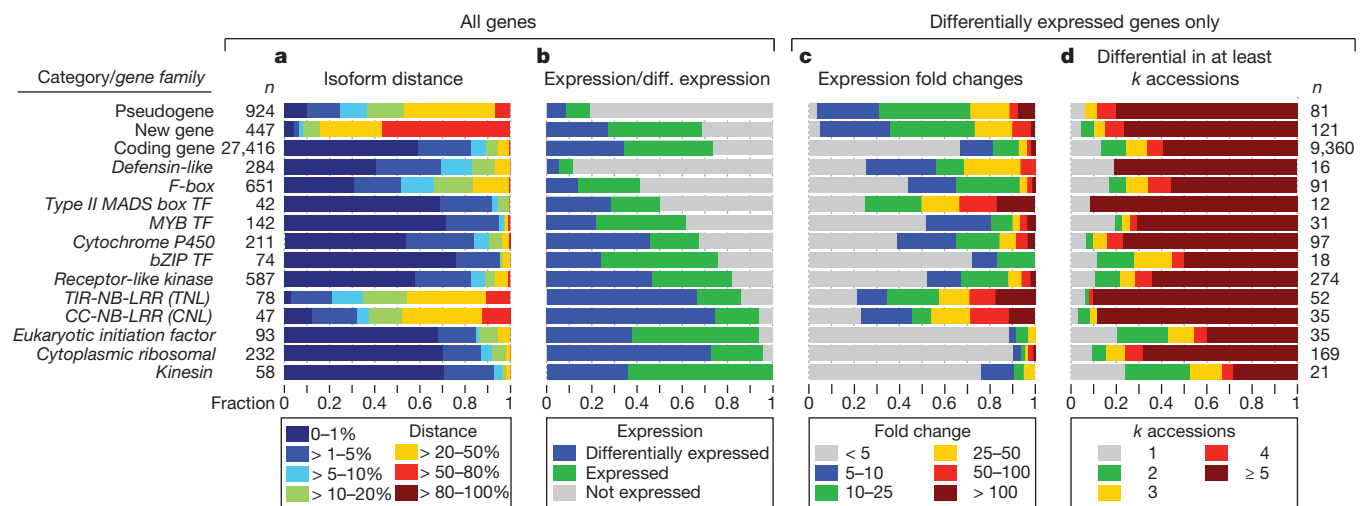 All genes
Differentially expressed genes only
a
b
c
d
Category/gene family
n
Isoform distance
Expression/diff. expression
Expression fold changes
Differential in at least
k accessions
n
Pseudogene 924 81
New gene 447 121
Coding gene 27,416 9,360
Defensin-like 284 16
F-box 651 91
Type II MADS box TF 42 12
MYB TF 142 31
Cytochrome P450 211 97
bZIP TF 74 18
Receptor-like kinase 587 274
TIR-NB-LRR (TNL) 78 52
CC-NB-LRR (CNL) 47 35
Eukaryotic initiation factor 93 35
Cytoplasmic ribosomal 232 169
Kinesin 58 21
Fraction 0 0.2 0.4 0.6 0.8 1 0 0.2 0.4 0.6 0.8 1 0 0.2 0.4 0.6 0.8 1 0 0.2 0.4 0.6 0.8 1
Distance
0–1%
> 1–5%
> 5–10%
> 10–20%
> 20–50%
> 50–80%
> 80–100%
Expression
Differentially expressed
Expressed
Not expressed
Fold change
< 5
5–10
10–25
25–50
50–100
> 100
k accessions
1
2
3
4
≥ 5